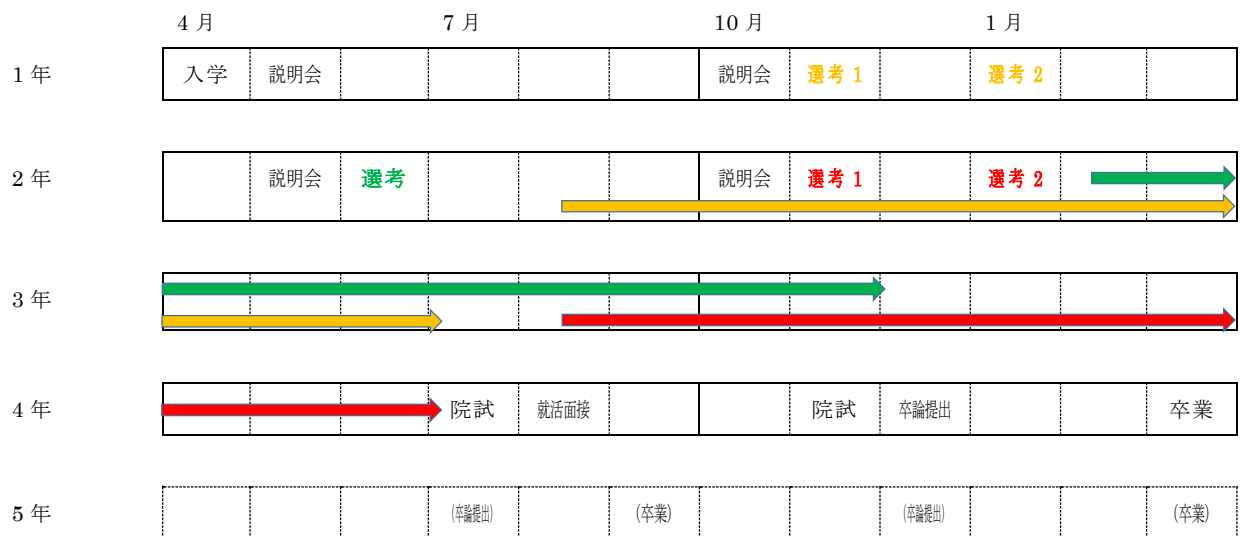 4 月 7 月 10 月 1 月
1 年 入学 説明会 説明会 選考 1 選考 2
2 年 説明会 選考 説明会 選考 1 選考 2
3 年
4 年 院試 就活面接 院試 卒論提出 卒業
5 年 (卒論提出) (卒業) (卒論提出) (卒業)